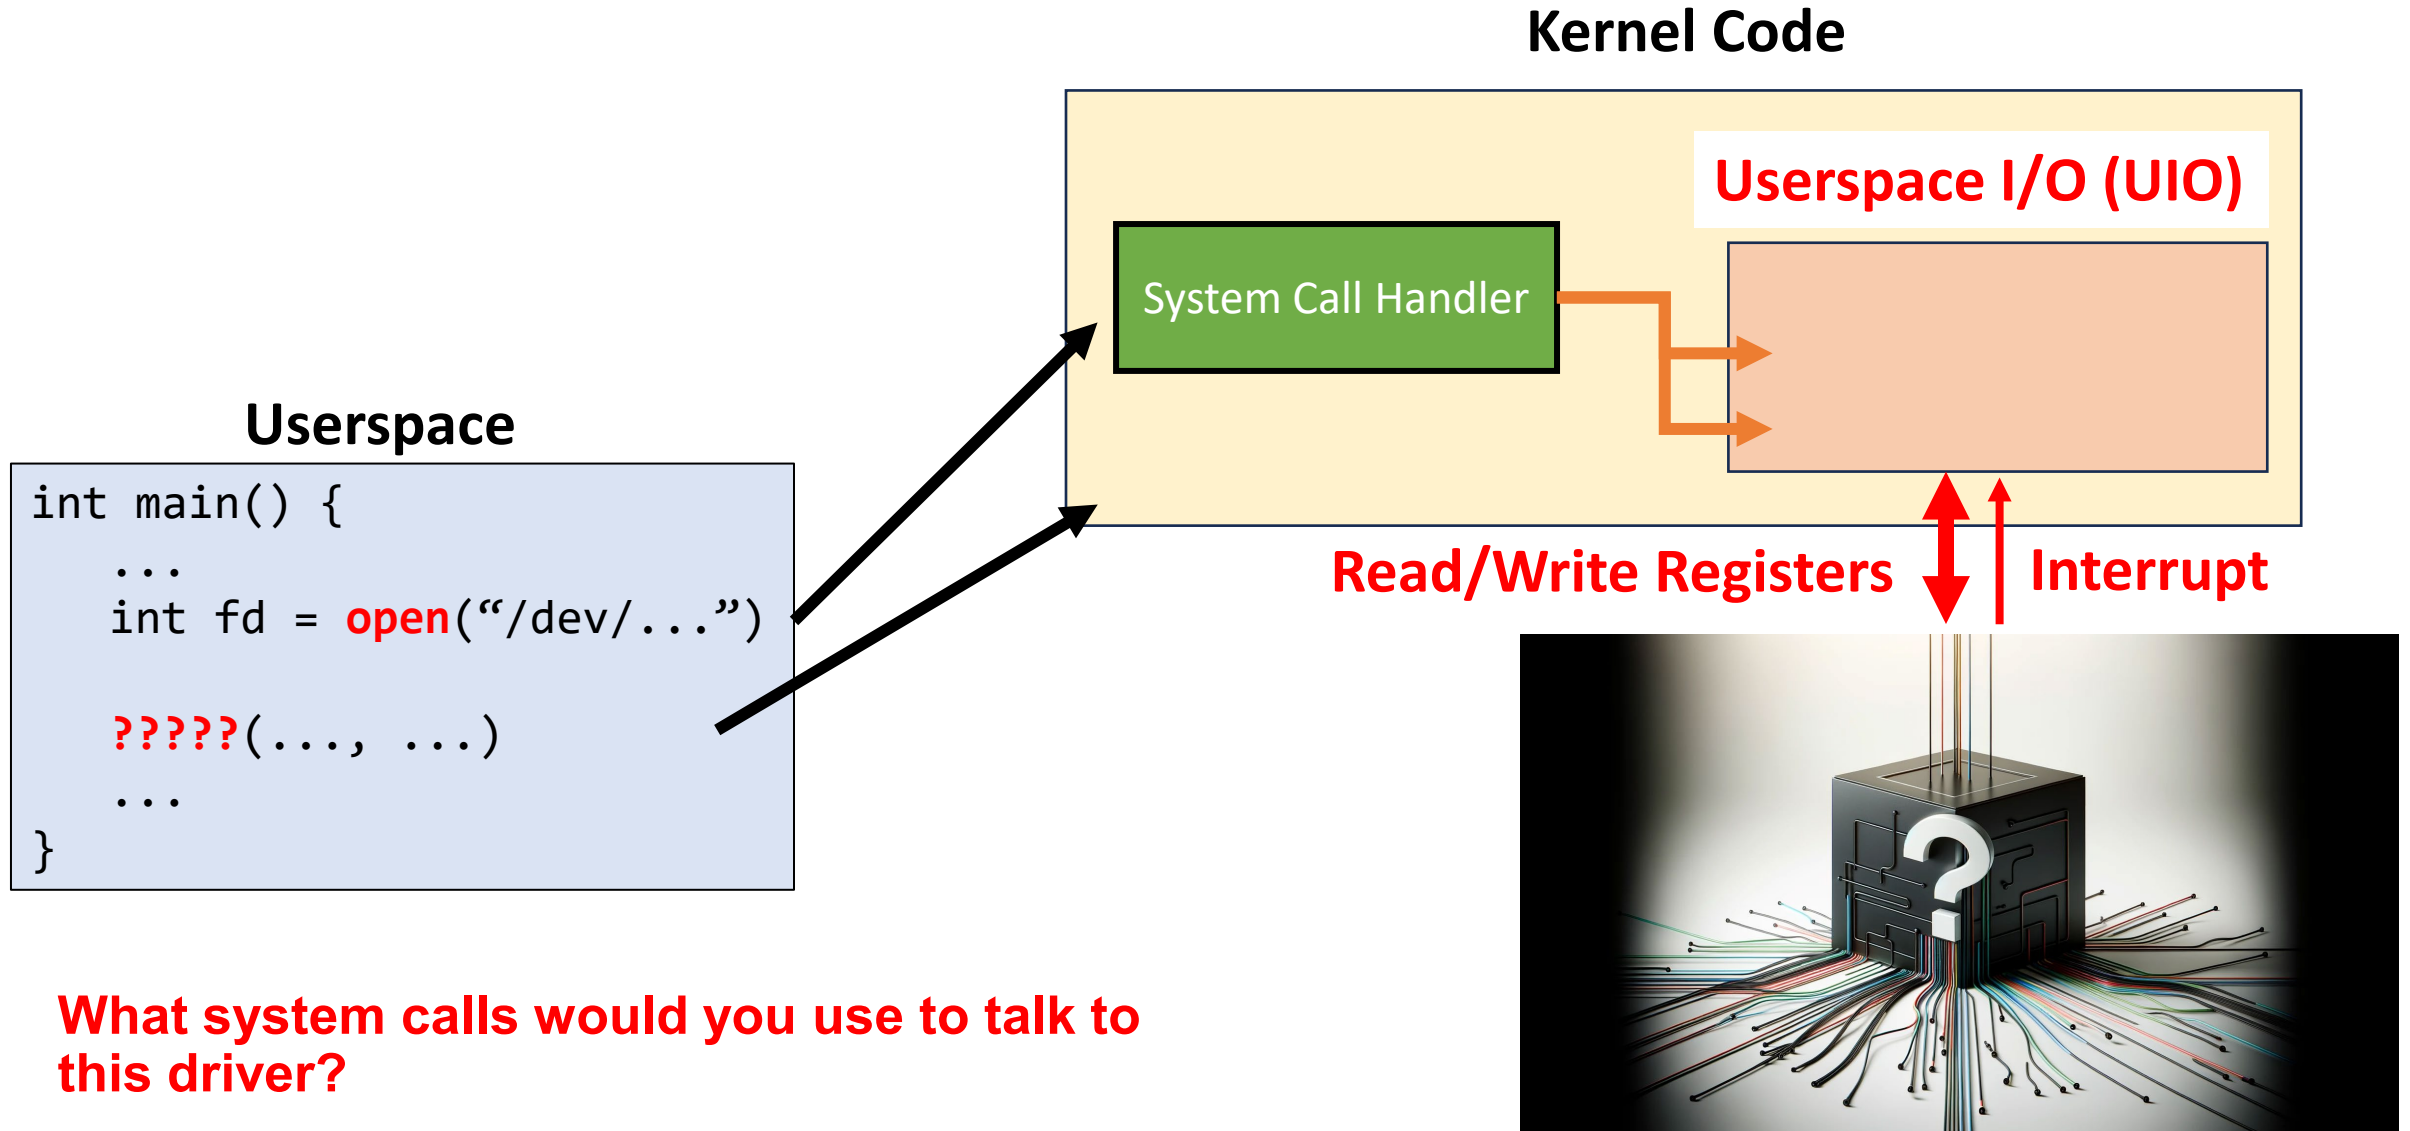 Kernel Code
Userspace I/O (UIO)
System Call Handler
Userspace
int main() {
...
int fd = open(“/dev/...”)
?????(..., ...)
...
}
Read/Write Registers
Interrupt
?
What system calls would you use to talk to
this driver?